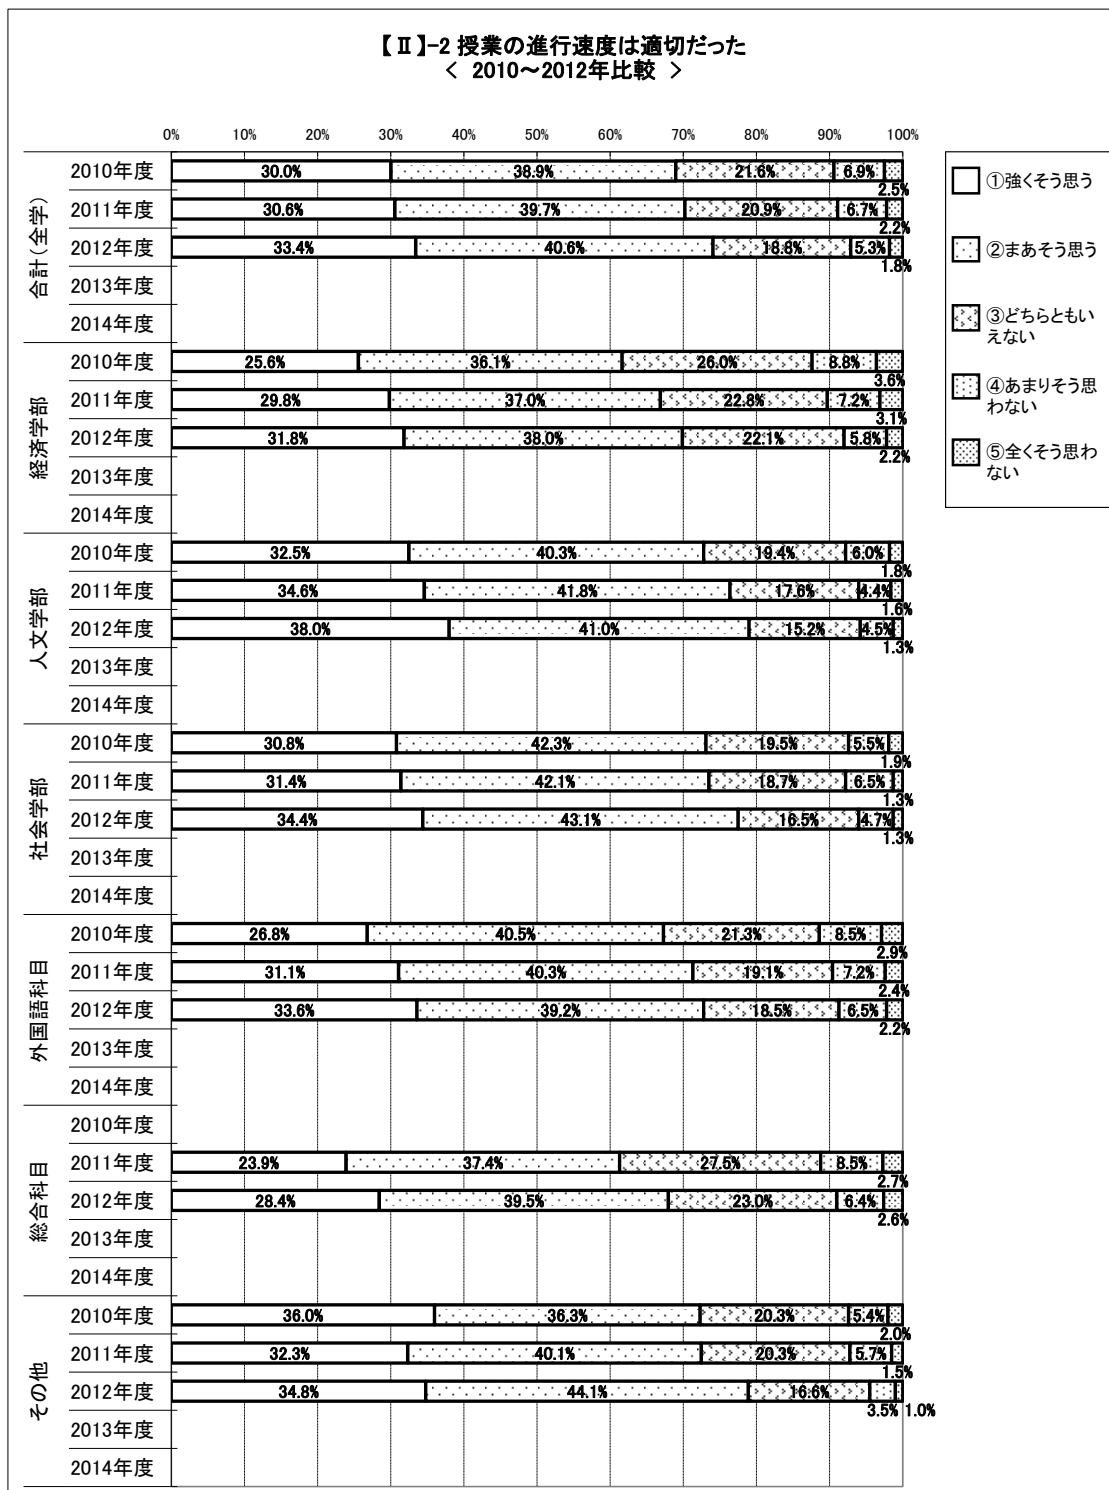 【Ⅱ】-2 授業の進行速度は適切だった
< 2010～2012年比較 >
0% 10% 20% 30% 40% 50% 60% 70% 80% 90% 100%
合計(全学)
2010年度 30.0% 38.9% 21.6% 6.9% 2.5%
2011年度 30.6% 39.7% 20.9% 6.7% 2.2%
2012年度 33.4% 40.6% 18.8% 5.3% 1.8%
2013年度
2014年度
経済学部
2010年度 25.6% 36.1% 26.0% 8.8% 3.6%
2011年度 29.8% 37.0% 22.8% 7.2% 3.1%
2012年度 31.8% 38.0% 22.1% 5.8% 2.2%
2013年度
2014年度
人文学部
2010年度 32.5% 40.3% 19.4% 6.0% 1.8%
2011年度 34.6% 41.8% 17.6% 4.4% 1.6%
2012年度 38.0% 41.0% 15.2% 4.5% 1.3%
2013年度
2014年度
社会学部
2010年度 30.8% 42.3% 19.5% 5.5% 1.9%
2011年度 31.4% 42.1% 18.7% 6.5% 1.3%
2012年度 34.4% 43.1% 16.5% 4.7% 1.3%
2013年度
2014年度
外国語科目
2010年度 26.8% 40.5% 21.3% 8.5% 2.9%
2011年度 31.1% 40.3% 19.1% 7.2% 2.4%
2012年度 33.6% 39.2% 18.5% 6.5% 2.2%
2013年度
2014年度
総合科目
2010年度
2011年度 23.9% 37.4% 27.5% 8.5% 2.7%
2012年度 28.4% 39.5% 23.0% 6.4% 2.6%
2013年度
2014年度
その他
2010年度 36.0% 36.3% 20.3% 5.4% 2.0%
2011年度 32.3% 40.1% 20.3% 5.7% 1.5%
2012年度 34.8% 44.1% 16.6% 3.5% 1.0%
2013年度
2014年度
①強くそう思う
②まあそう思う
③どちらともい
えない
④あまりそう思
わない
⑤全くそう思わ
ない